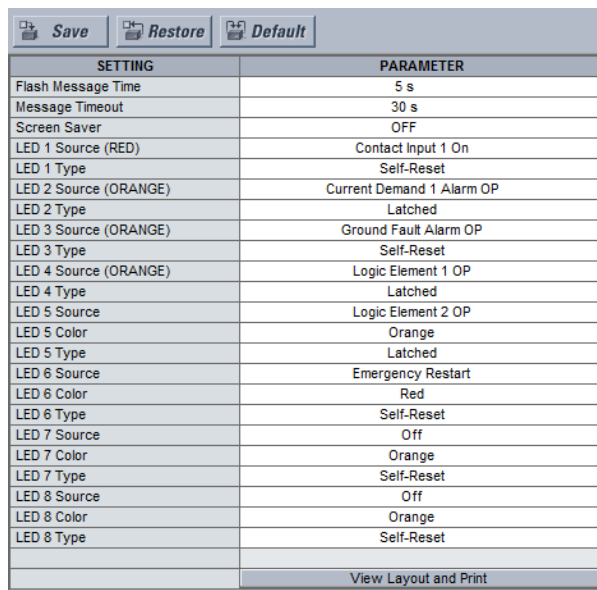 Save Restore Default
SETTING PARAMETER
Flash Message Time 5 s
Message Timeout 30 s
Screen Saver OFF
LED 1 Source (RED) Contact Input 1 On
LED 1 Type Self-Reset
LED 2 Source (ORANGE) Current Demand 1 Alarm OP
LED 2 Type Latched
LED 3 Source (ORANGE) Ground Fault Alarm OP
LED 3 Type Self-Reset
LED 4 Source (ORANGE) Logic Element 1 OP
LED 4 Type Latched
LED 5 Source Logic Element 2 OP
LED 5 Color Orange
LED 5 Type Latched
LED 6 Source Emergency Restart
LED 6 Color Red
LED 6 Type Self-Reset
LED 7 Source Off
LED 7 Color Orange
LED 7 Type Self-Reset
LED 8 Source Off
LED 8 Color Orange
LED 8 Type Self-Reset
View Layout and Print